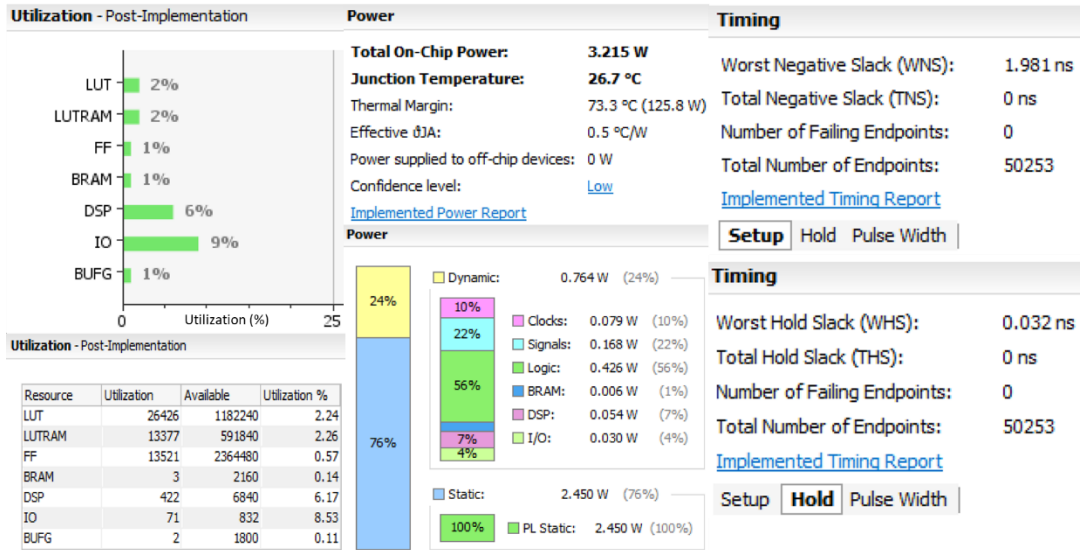 Utilization - Post-Implementation
LUT 2%
LUTRAM 2%
FF 1%
BRAM 1%
DSP 6%
IO 9%
BUFG 1%
0 Utilization (%) 25
Utilization - Post-Implementation
Resource Utilization Available Utilization %
LUT 26426 1182240 2.24
LUTRAM 13377 591840 2.26
FF 13521 2364480 0.57
BRAM 3 2160 0.14
DSP 422 6840 6.17
IO 71 832 8.53
BUFG 2 1800 0.11
Power
Total On-Chip Power: 3.215 W
Junction Temperature: 26.7 °C
Thermal Margin: 73.3 °C (125.8 W)
Effective ϑJA: 0.5 °C/W
Power supplied to off-chip devices: 0 W
Confidence level: Low
Implemented Power Report
Power
24%
76%
Dynamic: 0.764 W (24%)
10%
22%
56%
7%
4%
Clocks: 0.079 W (10%)
Signals: 0.168 W (22%)
Logic: 0.426 W (56%)
BRAM: 0.006 W (1%)
DSP: 0.054 W (7%)
I/O: 0.030 W (4%)
Static: 2.450 W (76%)
100% PL Static: 2.450 W (100%)
Timing
Worst Negative Slack (WNS): 1.981 ns
Total Negative Slack (TNS): 0 ns
Number of Failing Endpoints: 0
Total Number of Endpoints: 50253
Implemented Timing Report
Setup Hold Pulse Width
Timing
Worst Hold Slack (WHS): 0.032 ns
Total Hold Slack (THS): 0 ns
Number of Failing Endpoints: 0
Total Number of Endpoints: 50253
Implemented Timing Report
Setup Hold Pulse Width